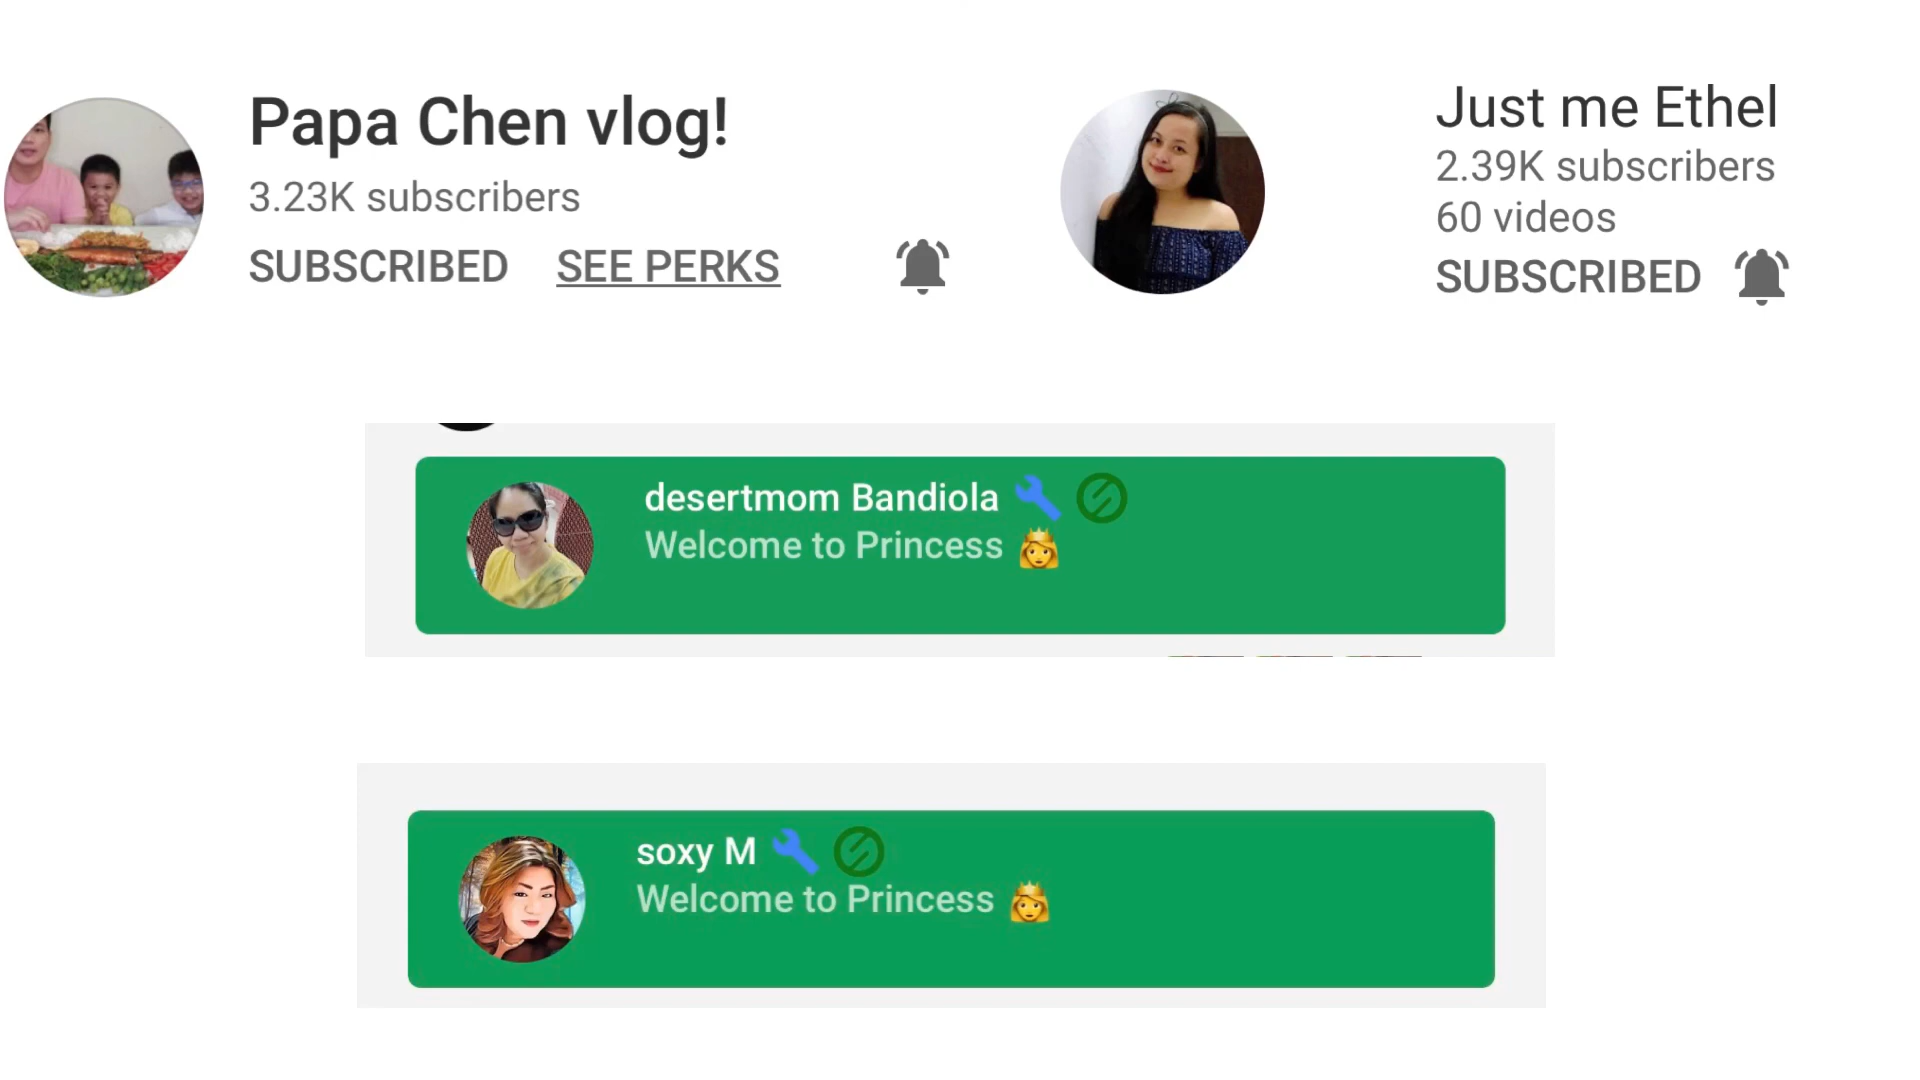 Papa Chen vlog!
3.23K subscribers
SUBSCRIBED SEE PERKS
Just me Ethel
2.39K subscribers
60 videos
SUBSCRIBED
desertmom Bandiola
Welcome to Princess 👸
soxy M
Welcome to Princess 👸